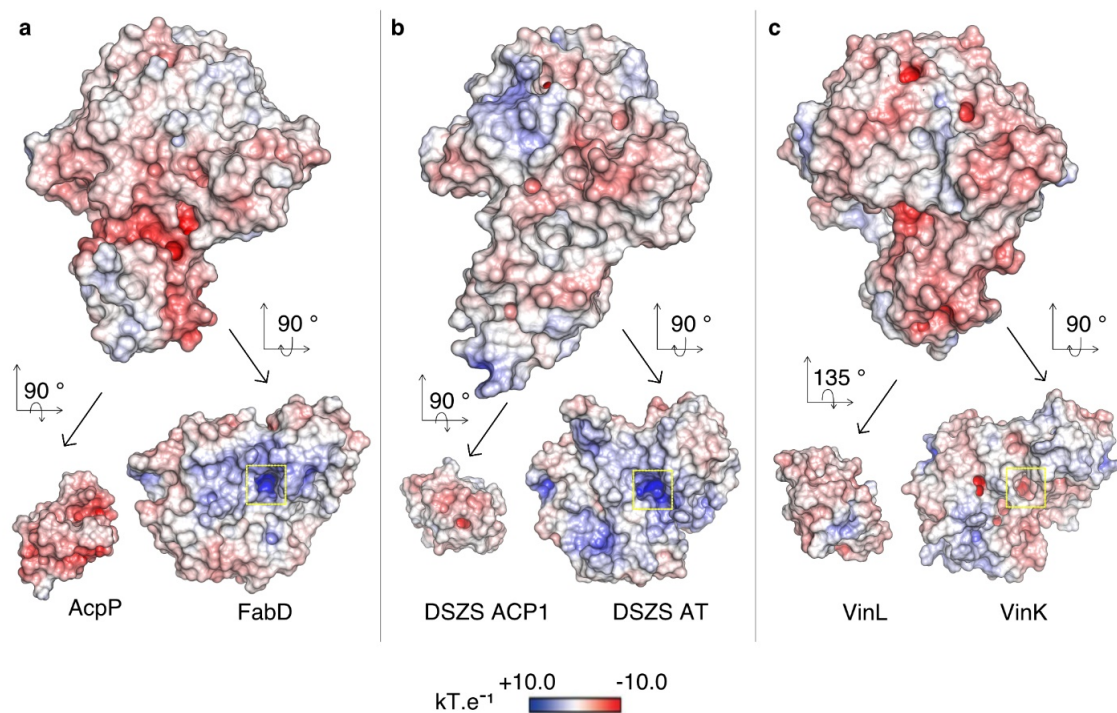 a
b
c
90 °
90 °
90 °
90 °
135 °
90 °
AcpP
FabD
DSZS ACP1
DSZS AT
VinL
VinK
kT.e⁻¹
+10.0
-10.0